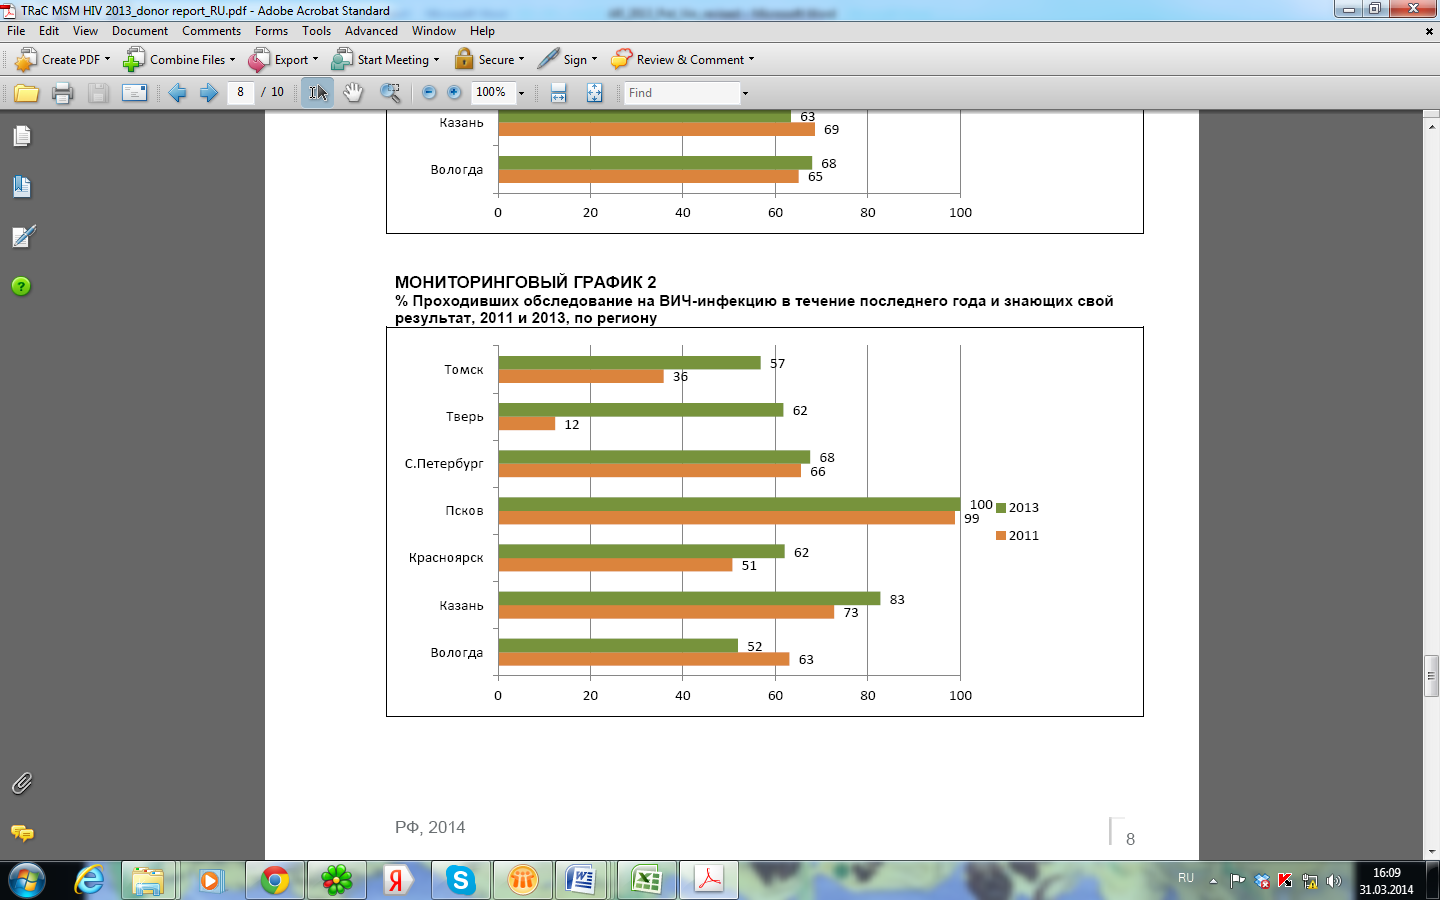 TRaC MSM HIV 2013_donor report_RU.pdf - Adobe Acrobat Standard
File Edit View Document Comments Forms Tools Advanced Window Help
Create PDF Combine Files Export Start Meeting Secure Sign Review & Comment
8 / 10 100% Find
Казань 63
69
Вологда 68
65
0 20 40 60 80 100
МОНИТОРИНГОВЫЙ ГРАФИК 2
% Проходивших обследование на ВИЧ-инфекцию в течение последнего года и знающих свой
результат, 2011 и 2013, по региону
Томск 57
36
Тверь 62
12
С.Петербург 68
66
Псков 100
99
2013
2011
Красноярск 62
51
Казань 83
73
Вологда 52
63
0 20 40 60 80 100
РФ, 2014
8
RU
16:09
31.03.2014